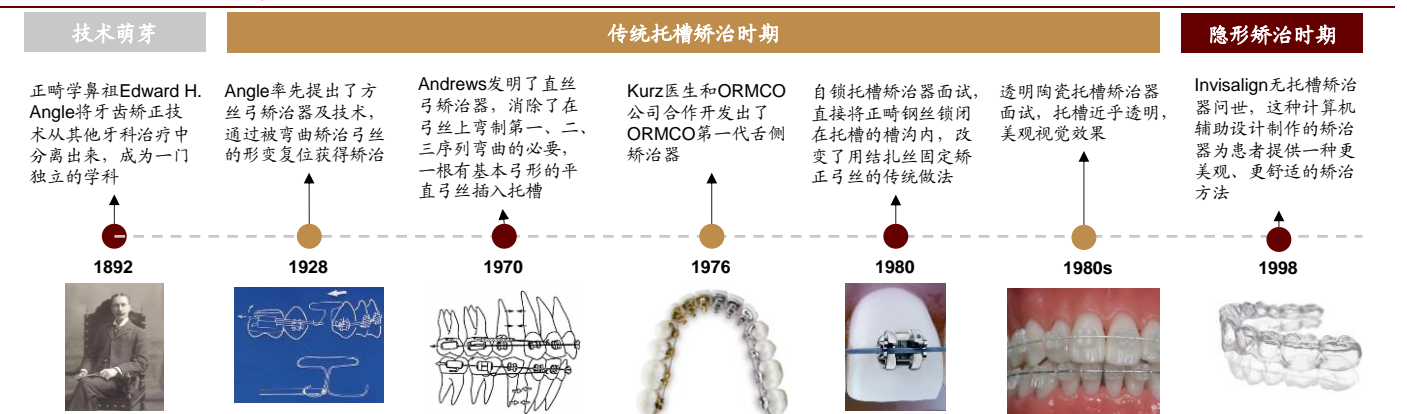 技术萌芽
传统托槽矫治时期
隐形矫治时期
正畸学鼻祖Edward H.
Angle将牙齿矫正技
术从其他牙科治疗中
分离出来，成为一门
独立的学科
Angle率先提出了方
丝弓矫治器及技术，
通过被弯曲矫治弓丝
的形变复位获得矫治
Andrews发明了直丝
弓矫治器，消除了在
弓丝上弯制第一、二、
三序列弯曲的必要，
一根有基本弓形的平
直弓丝插入托槽
Kurz医生和ORMCO
公司合作开发出了
ORMCO第一代舌侧
矫治器
自锁托槽矫治器面试，
直接将正畸钢丝锁闭
在托槽的槽沟内，改
变了用结扎丝固定矫
正弓丝的传统做法
透明陶瓷托槽矫治器
面试，托槽近乎透明，
美观视觉效果
Invisalign无托槽矫治
器问世，这种计算机
辅助设计制作的矫治
器为患者提供一种更
美观、更舒适的矫治
方法
1892
1928
1970
1976
1980
1980s
1998